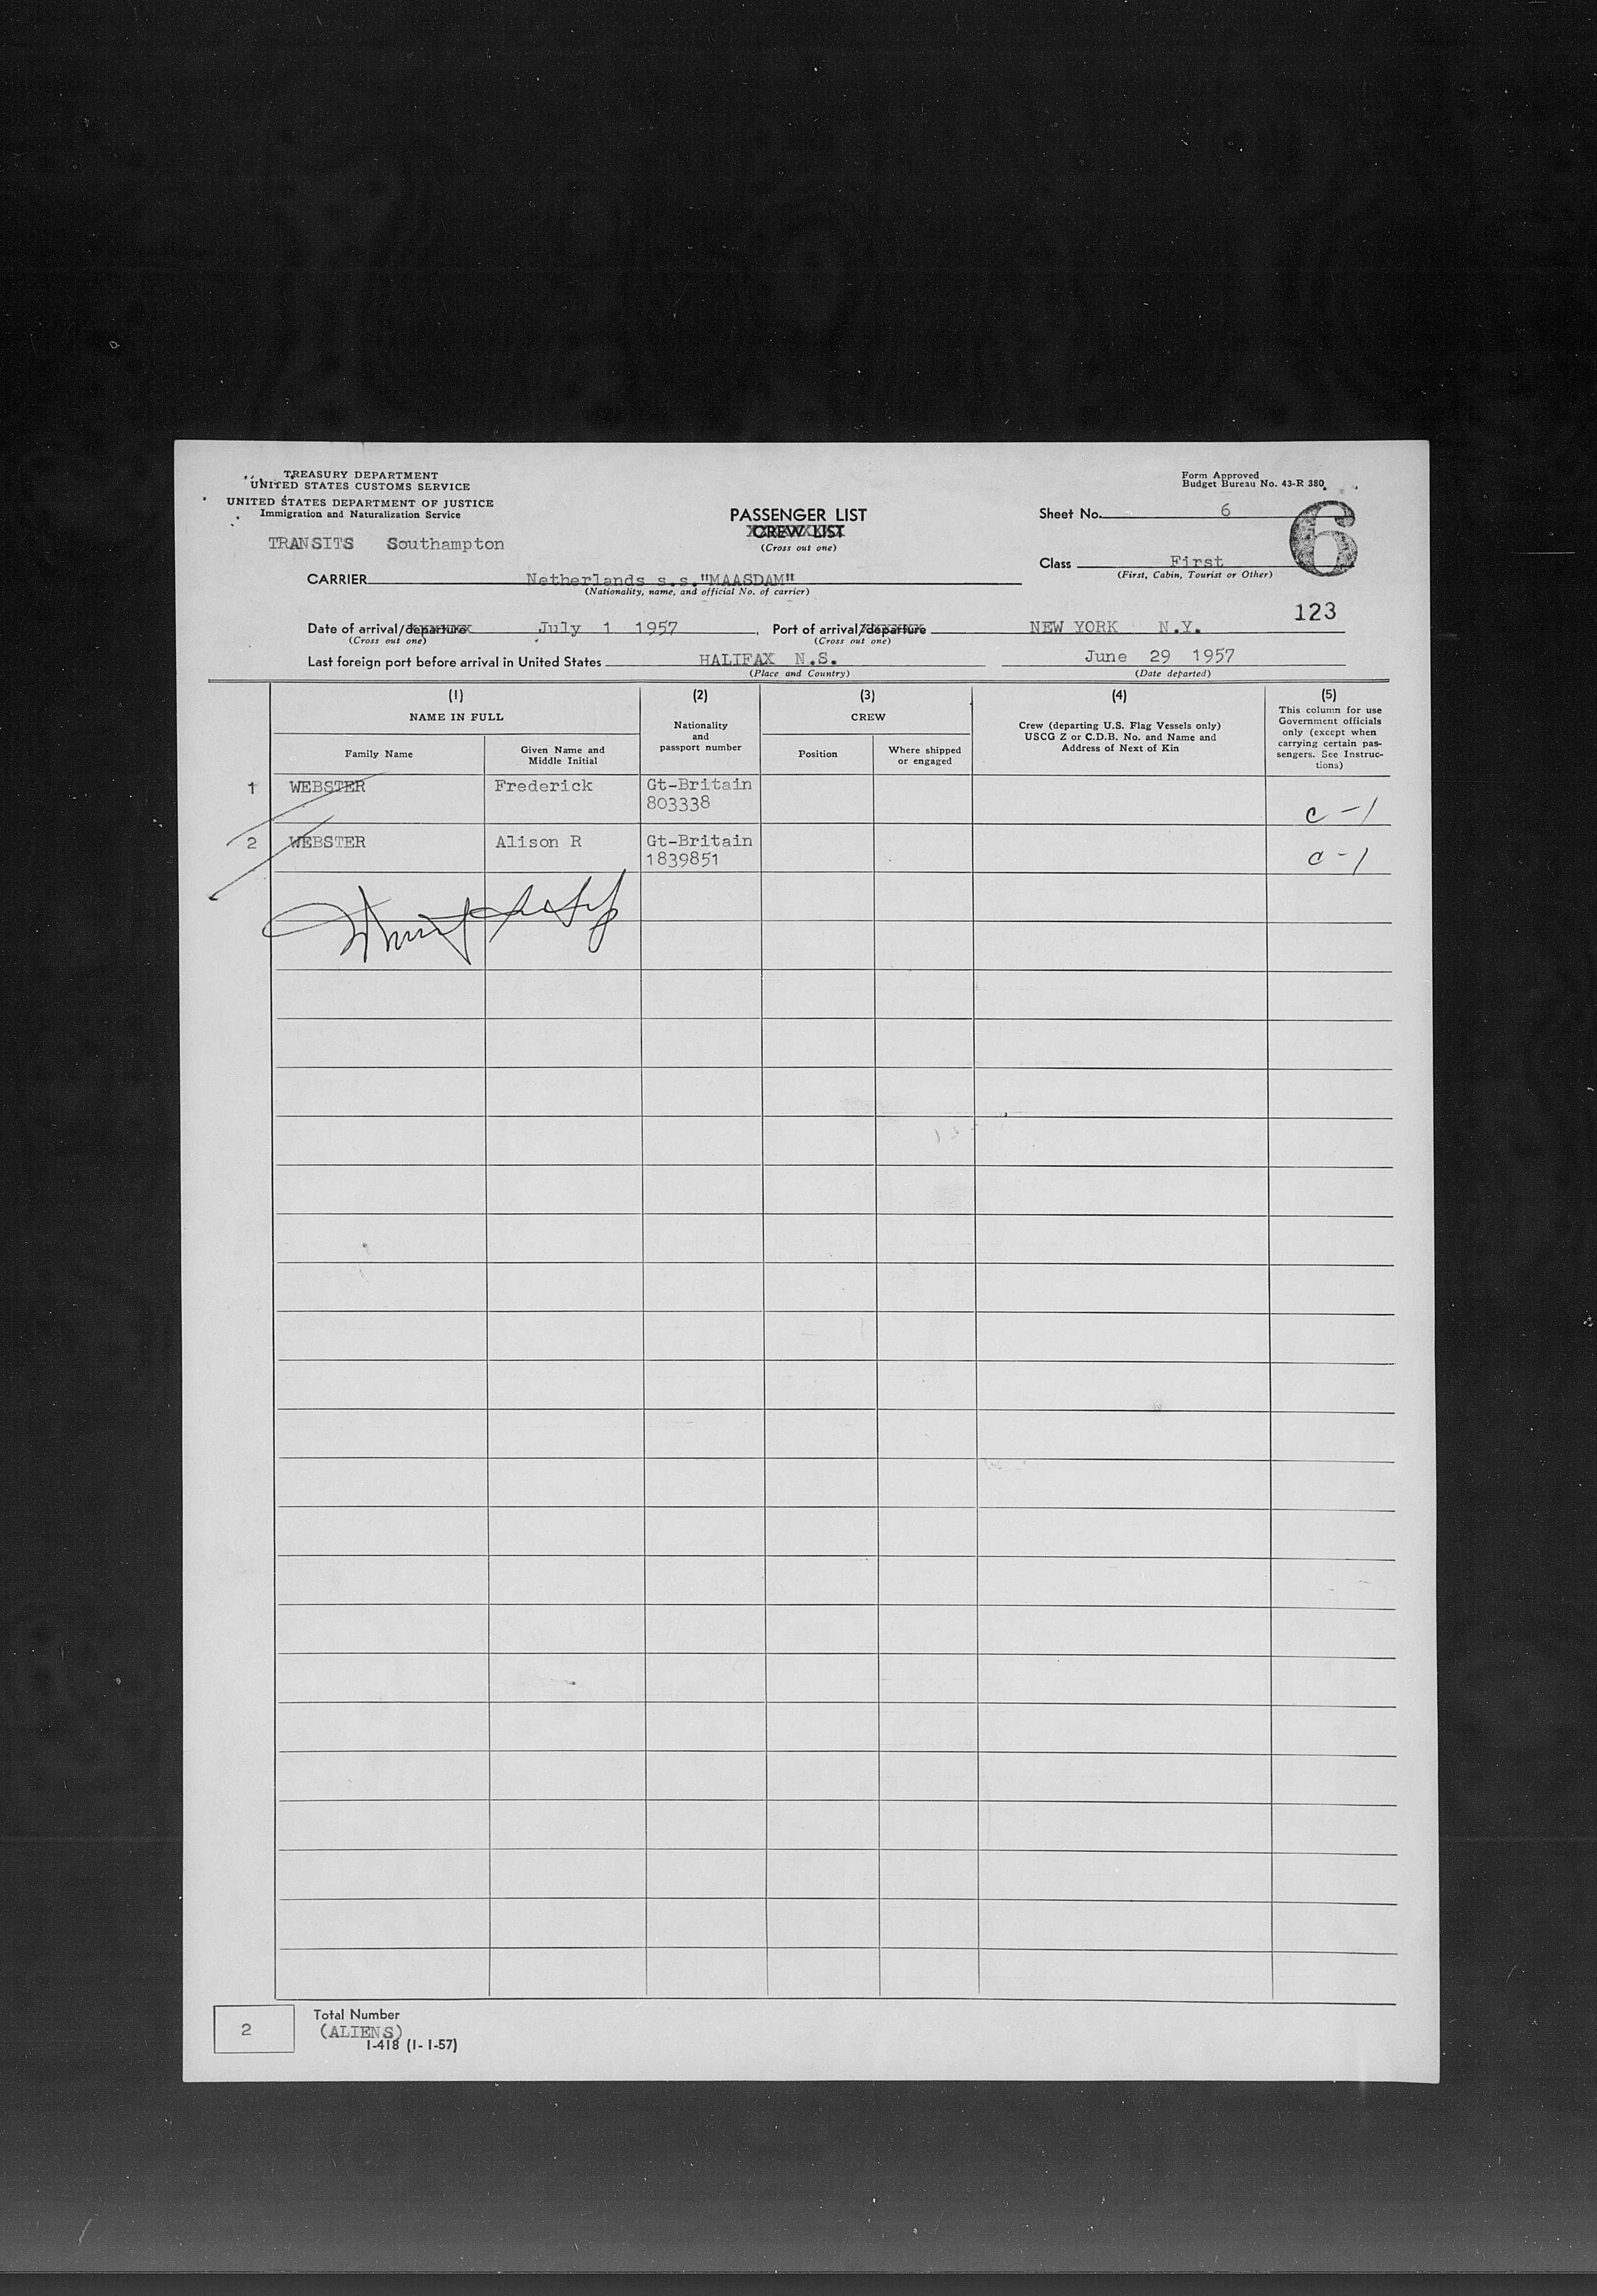 TREASURY DEPARTMENT
UNITED STATES CUSTOMS SERVICE
UNITED STATES DEPARTMENT OF JUSTICE
Immigration and Naturalization Service
TRANSITS Southampton
PASSENGER LIST
CREW LIST
(Cross out one)
Form Approved
Budget Bureau No. 43-R 380.
Sheet No. 6
6
Class First
(First, Cabin, Tourist or Other)
CARRIER Netherlands s.s."MAASDAM"
(Nationality, name, and official No. of carrier)
123
Date of arrival/departure July 1 1957. Port of arrival/departure NEW YORK N.Y.
(Cross out one) (Cross out one)
Last foreign port before arrival in United States HALIFAX N.S. June 29 1957
(Place and Country) (Date departed)
(1) (2) (3) (4) (5)
NAME IN FULL
Family Name
Given Name and
Middle Initial
Nationality
and
passport number
CREW
Position
Where shipped
or engaged
Crew (departing U.S. Flag Vessels only)
USCG Z or C.D.B. No. and Name and
Address of Next of Kin
This column for use
Government officials
only (except when
carrying certain pas-
sengers. See Instruc-
tions)
1 WEBSTER Frederick Gt-Britain
803338
c-1
2 WEBSTER Alison R Gt-Britain
1839851
c-1
2
Total Number
(ALIENS)
I-418 (1-1-57)